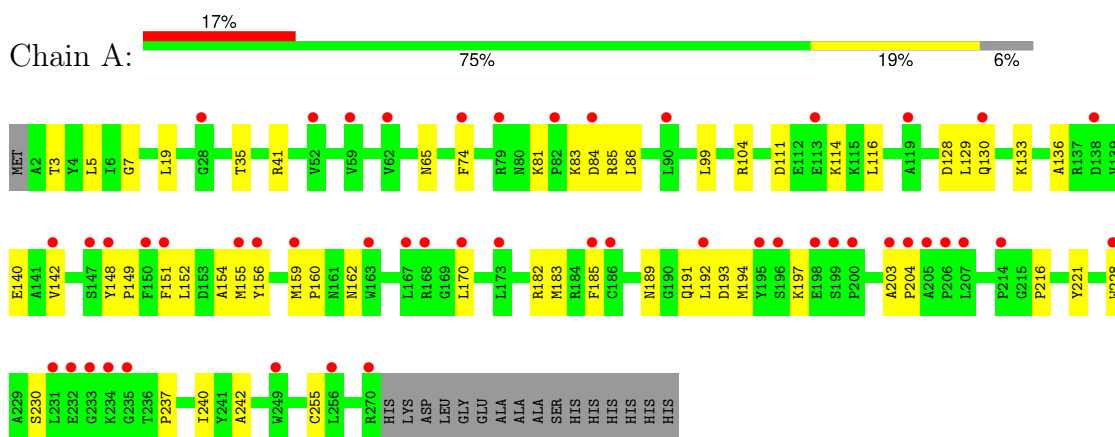 17%
Chain A:
75% 19% 6%
MET A2 T3 Y4 L5 I6 G7 L19 G28 T35 R41 V52 V59 V62 N65 F74 R79 N80 K81 P82 K83 D84 R85 L86 L90 L99 R104 D111 E112 E113 K114 K115 L116 A119 D128 L129 Q130 K133 A136 R137 D138 V139
E140 A141 V142 S147 Y148 P149 F150 F151 L152 D153 A154 M155 Y156 M159 P160 N161 N162 W163 L167 R168 G169 L170 L173 R182 M183 R184 F185 C186 N189 G190 Q191 L192 D193 M194 Y195 S196 K197 E198 S199 P200 A203 P204 A205 P206 L207 P214 G215 P216 Y221 W228
A229 S230 L231 E232 G233 K234 G235 T236 P237 I240 Y241 A242 W249 C255 L256 R270 HIS LYS ASP LEU GLY GLU ALA ALA ALA SER HIS HIS HIS HIS HIS HIS